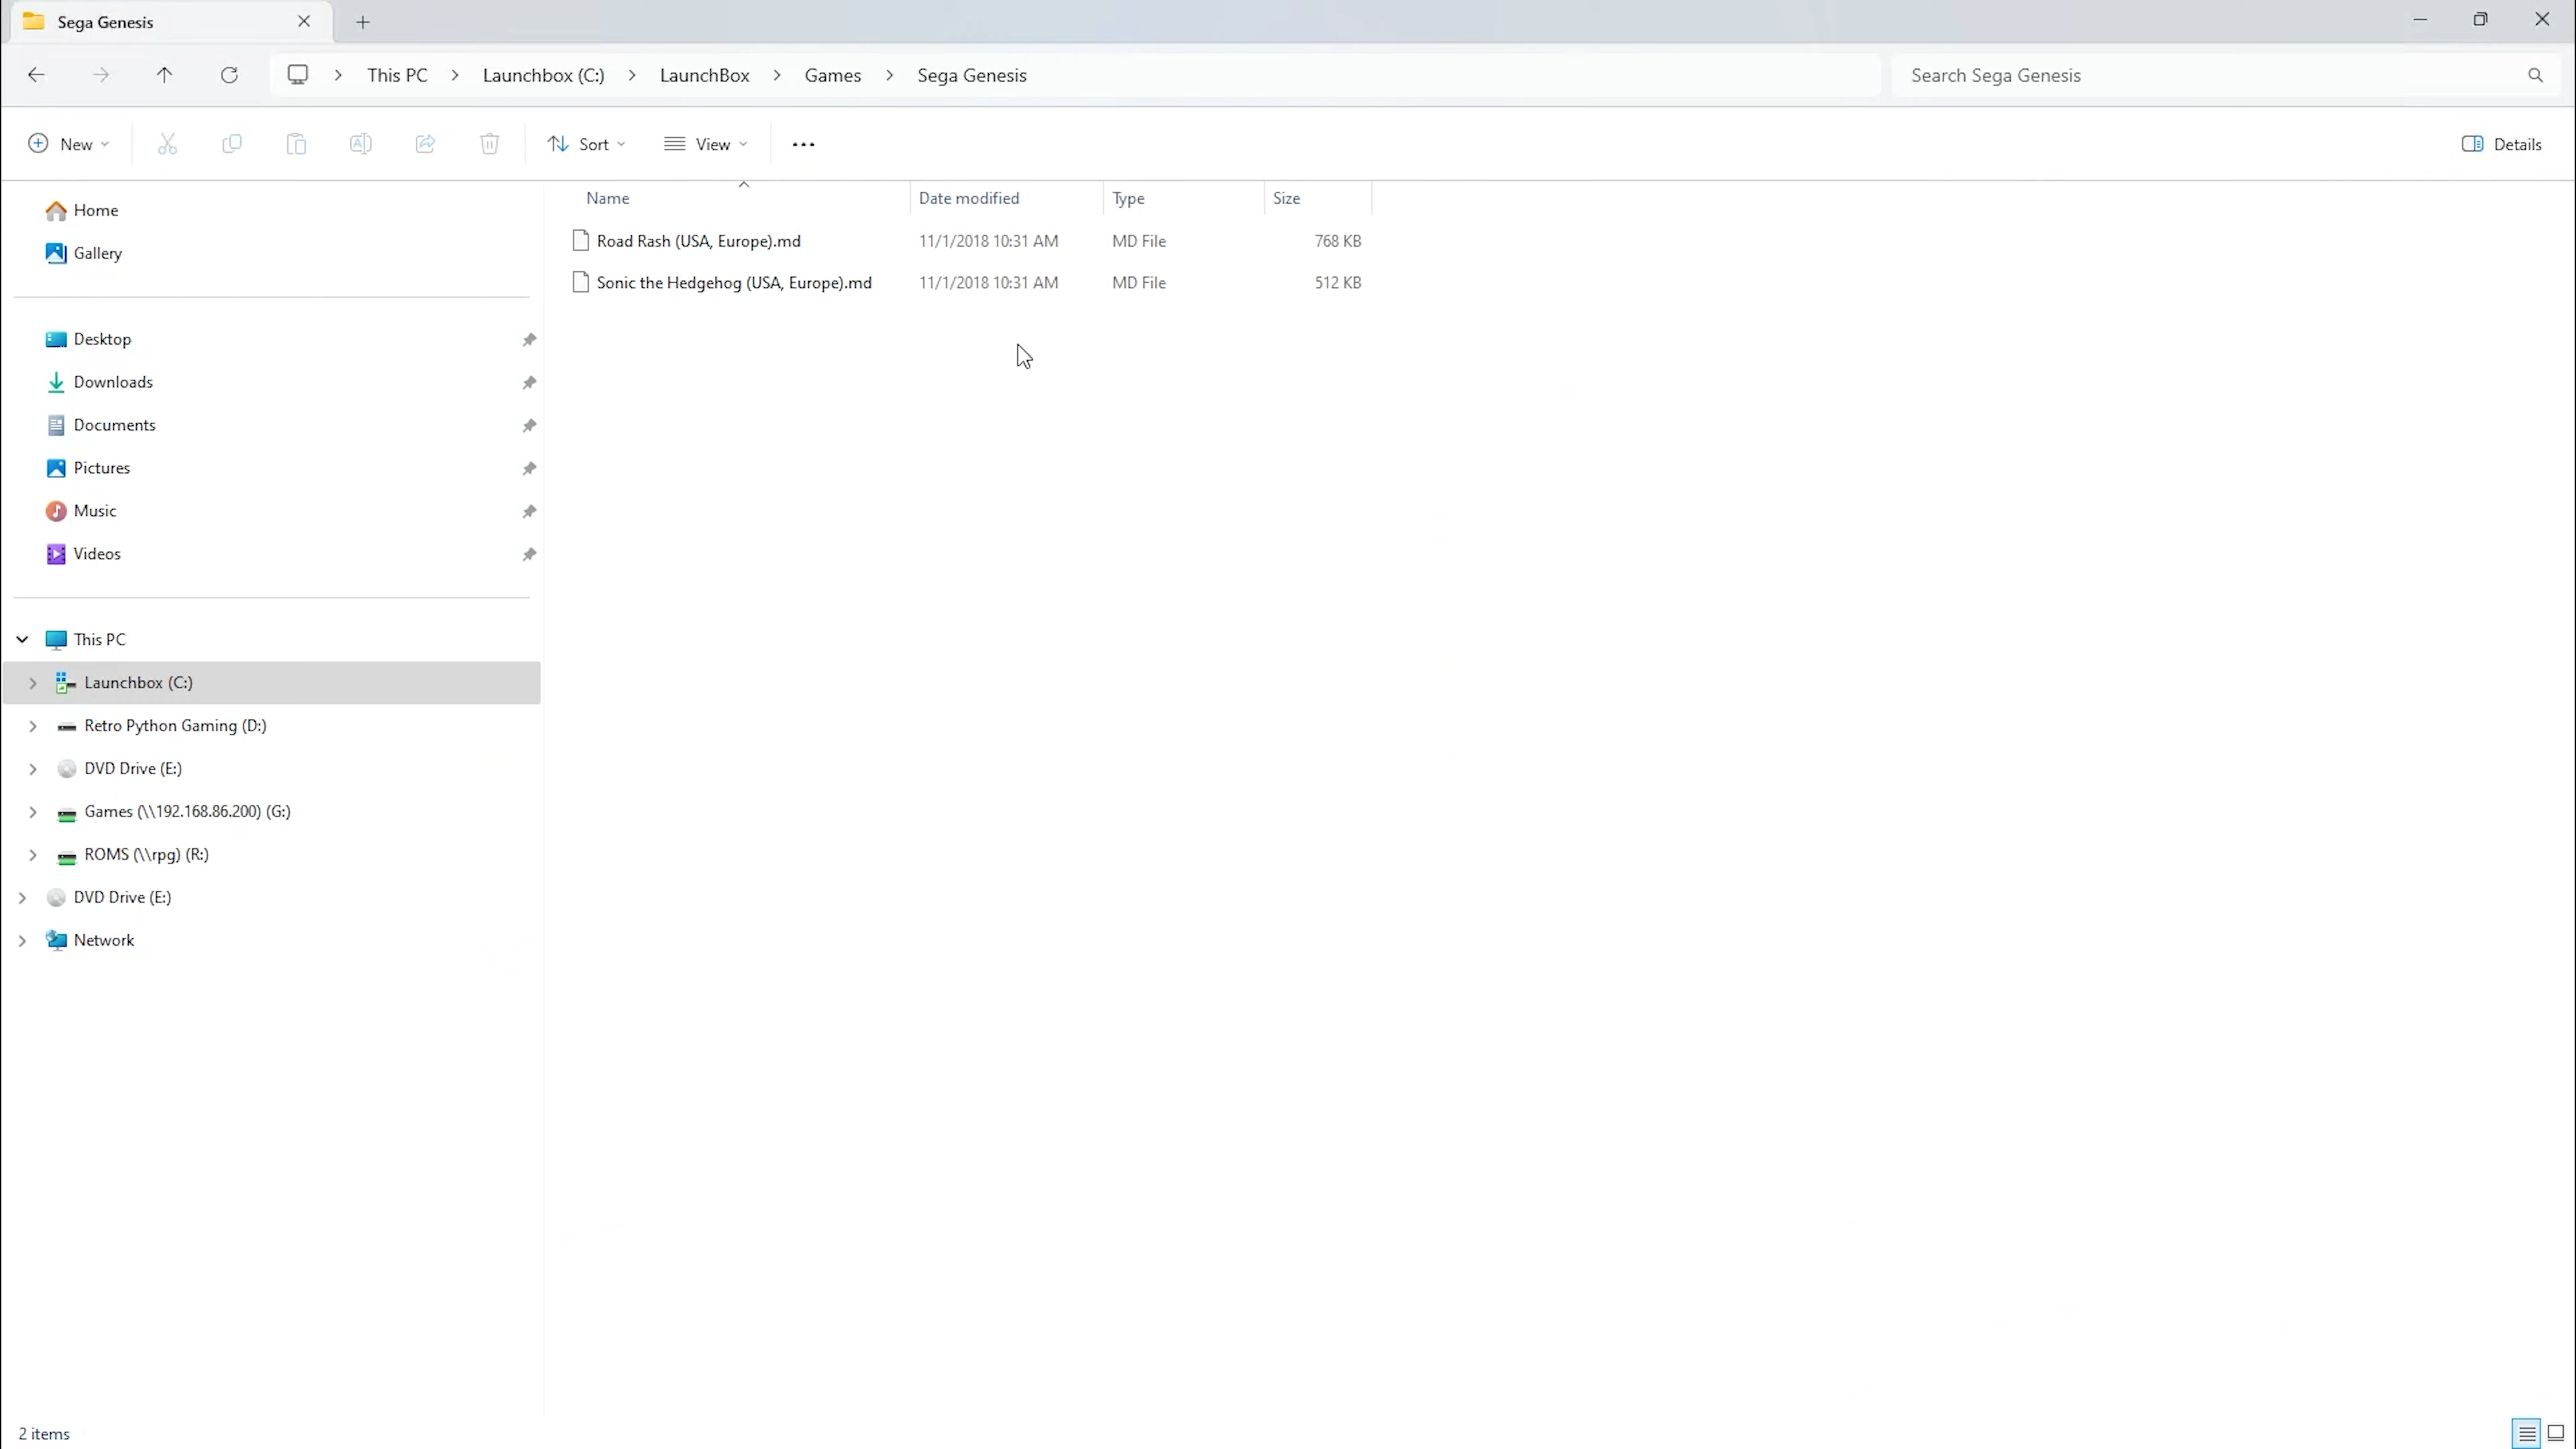 Sega Genesis
This PC > Launchbox (C:) > LaunchBox > Games > Sega Genesis
Search Sega Genesis
New
Sort
View
Details
Name Date modified Type Size
Road Rash (USA, Europe).md 11/1/2018 10:31 AM MD File 768 KB
Sonic the Hedgehog (USA, Europe).md 11/1/2018 10:31 AM MD File 512 KB
Home
Gallery
Desktop
Downloads
Documents
Pictures
Music
Videos
This PC
Launchbox (C:)
Retro Python Gaming (D:)
DVD Drive (E:)
Games (\\192.168.86.200) (G:)
ROMS (\\rpg) (R:)
DVD Drive (E:)
Network
2 items